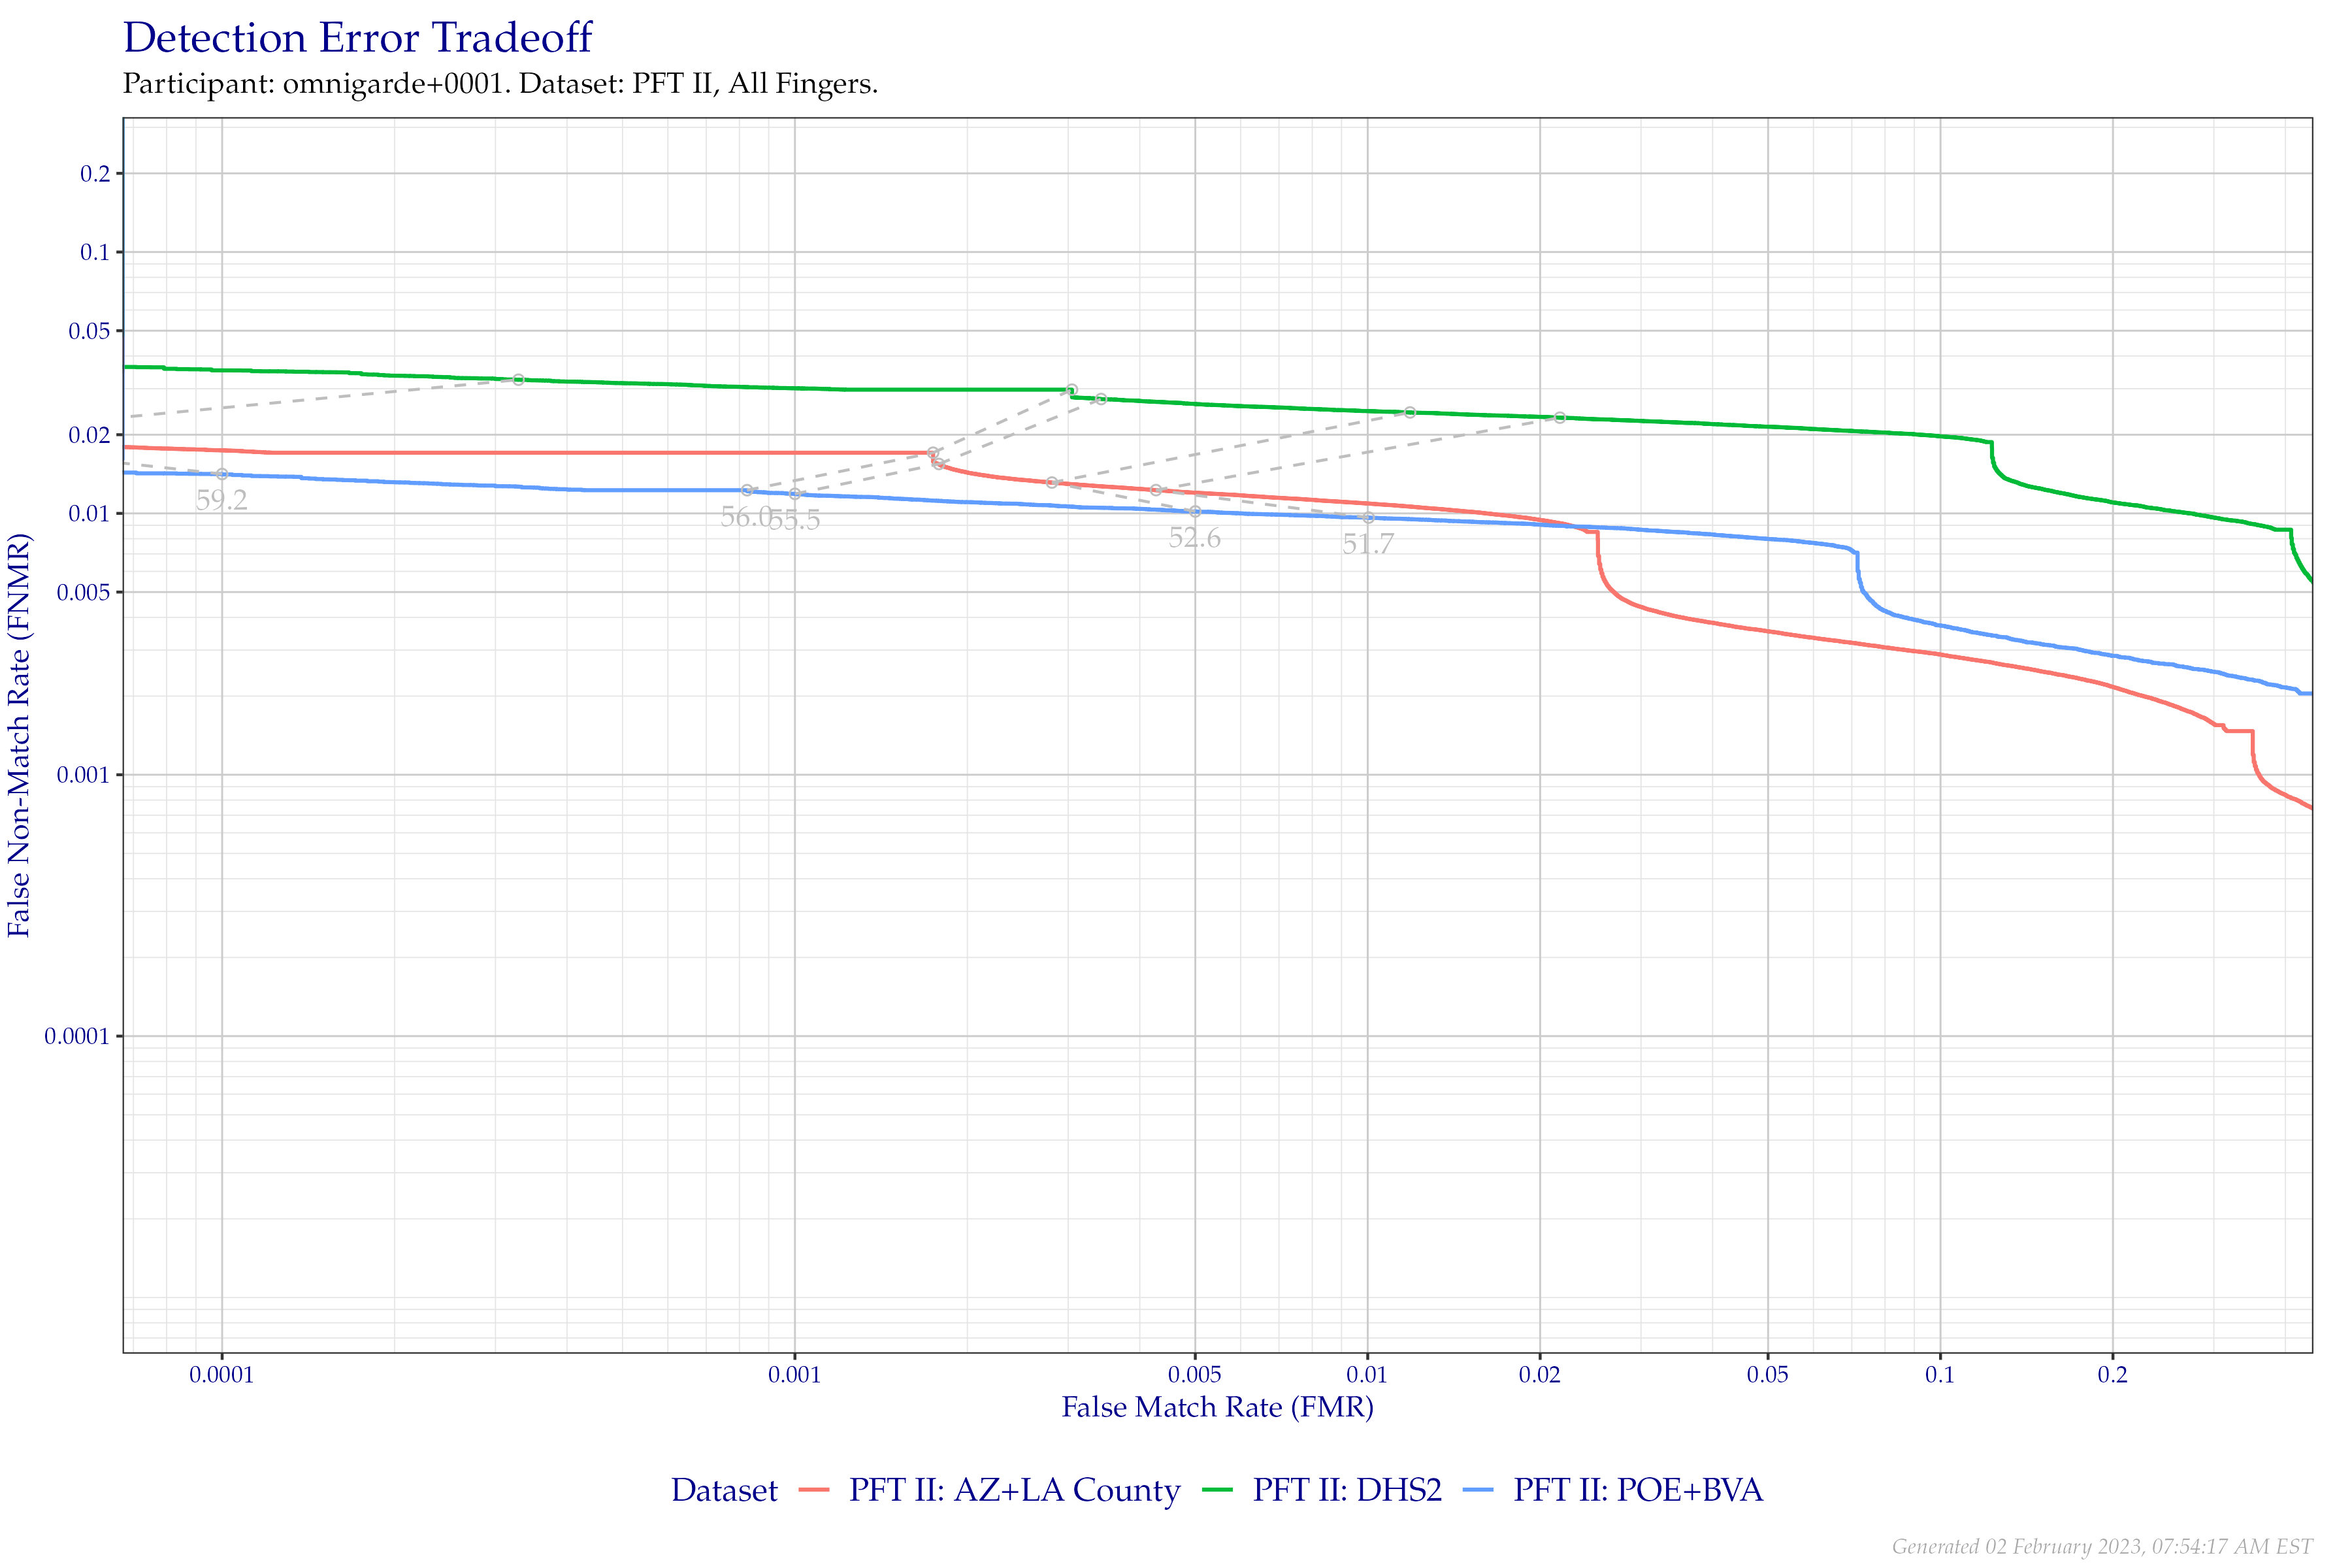 Detection Error Tradeoff
Participant: omnigarde+0001. Dataset: PFT II, All Fingers.
False Non-Match Rate (FNMR)
0.2
0.1
0.05
0.02
0.01
0.005
0.001
0.0001
59.2
56.0
55.5
52.6
51.7
0.0001 0.001 0.005 0.01 0.02 0.05 0.1 0.2
False Match Rate (FMR)
Dataset PFT II: AZ+LA County PFT II: DHS2 PFT II: POE+BVA
Generated 02 February 2023, 07:54:17 AM EST